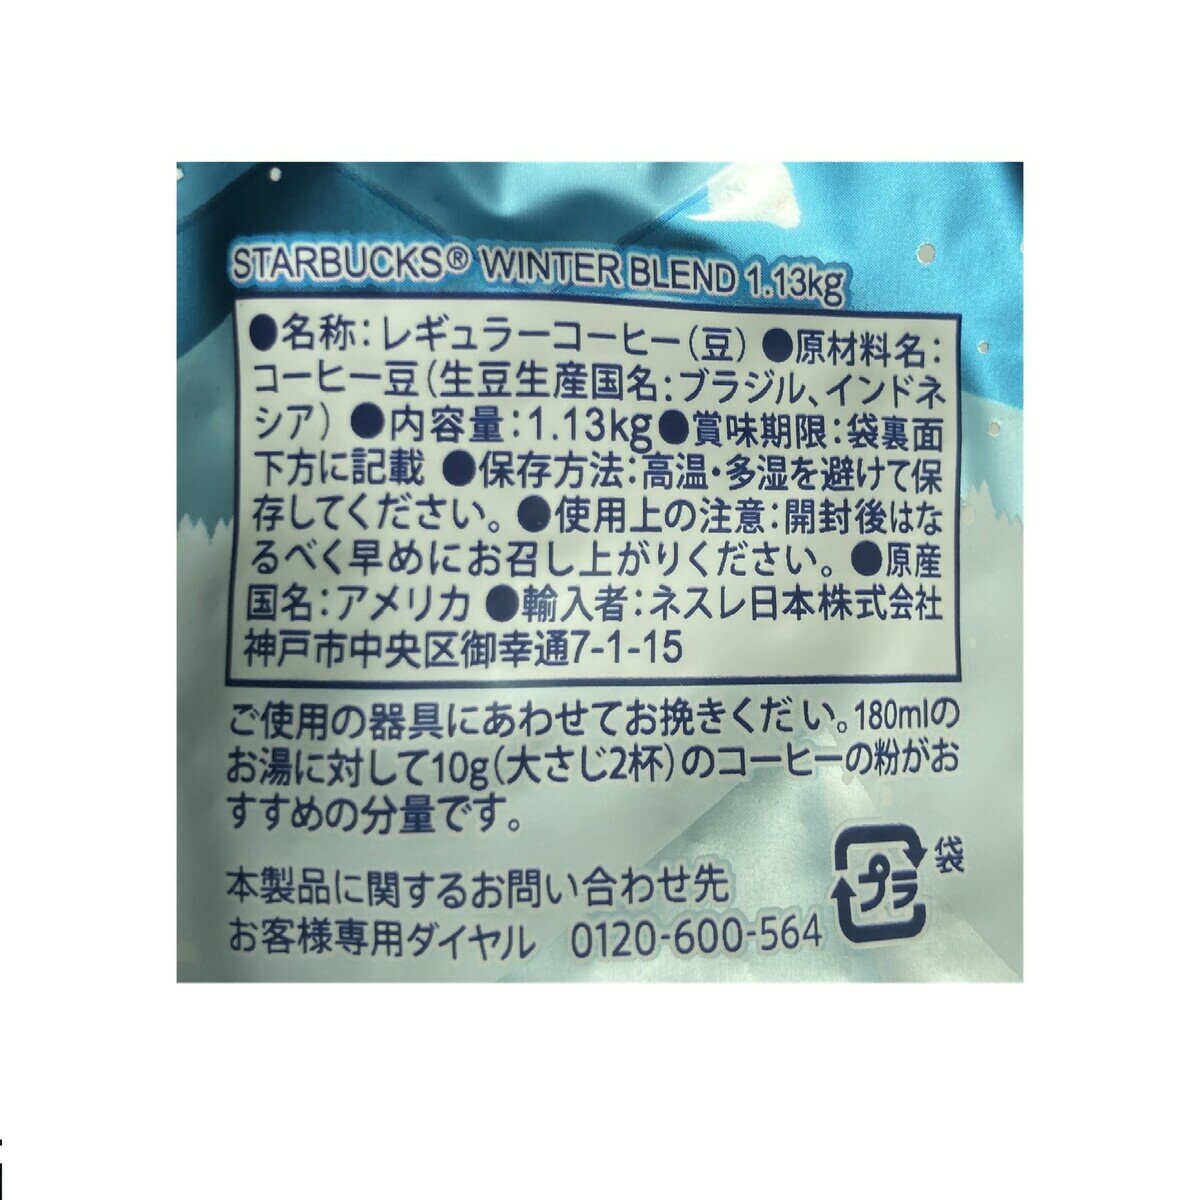 STARBUCKS® WINTER BLEND 1.13kg
●名称：レギュラーコーヒー（豆） ●原材料名：
コーヒー豆（生豆生産国名：ブラジル、インドネ
シア） ●内容量：1.13kg ●賞味期限：袋裏面
下方に記載 ●保存方法：高温・多湿を避けて保
存してください。 ●使用上の注意：開封後はな
るべく早めにお召し上がりください。 ●原産
国名：アメリカ ●輸入者：ネスレ日本株式会社
神戸市中央区御幸通7-1-15
ご使用の器具にあわせてお挽きくだい。180mlの
お湯に対して10g（大さじ2杯）のコーヒーの粉がお
すすめの分量です。
本製品に関するお問い合わせ先
お客様専用ダイヤル 0120-600-564
プラ
袋